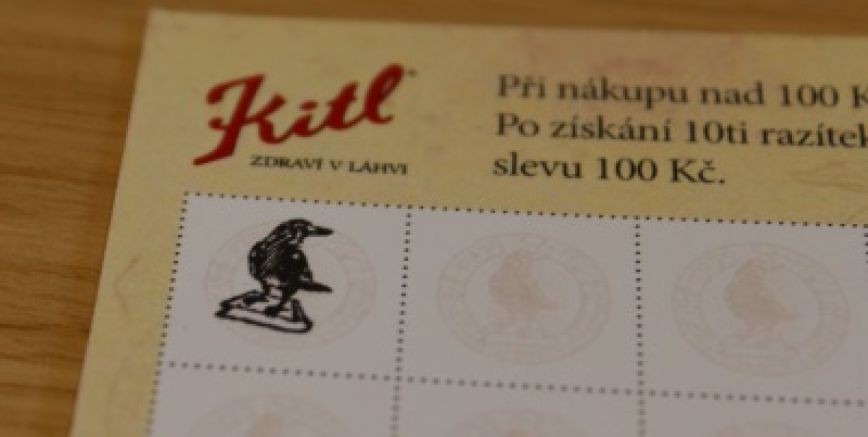 Kitl
ZDRAVÍ V LÁHVI
Při nákupu nad 100 K
Po získání 10ti razítek
slevu 100 Kč.